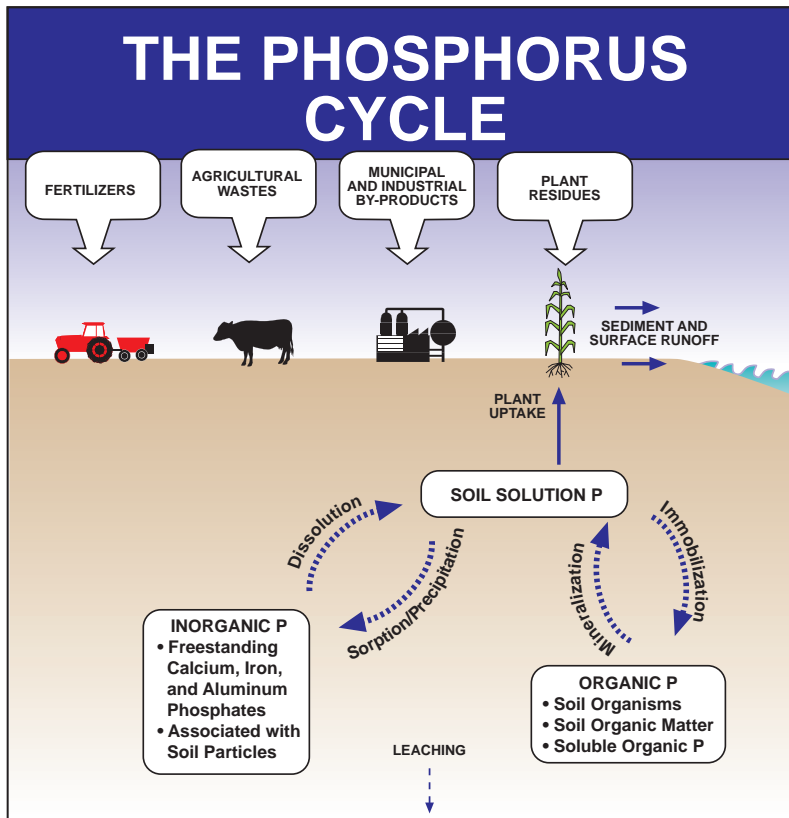 THE PHOSPHORUS
CYCLE
FERTILIZERS
AGRICULTURAL
WASTES
MUNICIPAL
AND INDUSTRIAL
BY-PRODUCTS
PLANT
RESIDUES
SEDIMENT AND
SURFACE RUNOFF
PLANT
UPTAKE
SOIL SOLUTION P
Dissolution
Sorption/Precipitation
Mineralization
Immobilization
INORGANIC P
• Freestanding
Calcium, Iron,
and Aluminum
Phosphates
• Associated with
Soil Particles
ORGANIC P
• Soil Organisms
• Soil Organic Matter
• Soluble Organic P
LEACHING